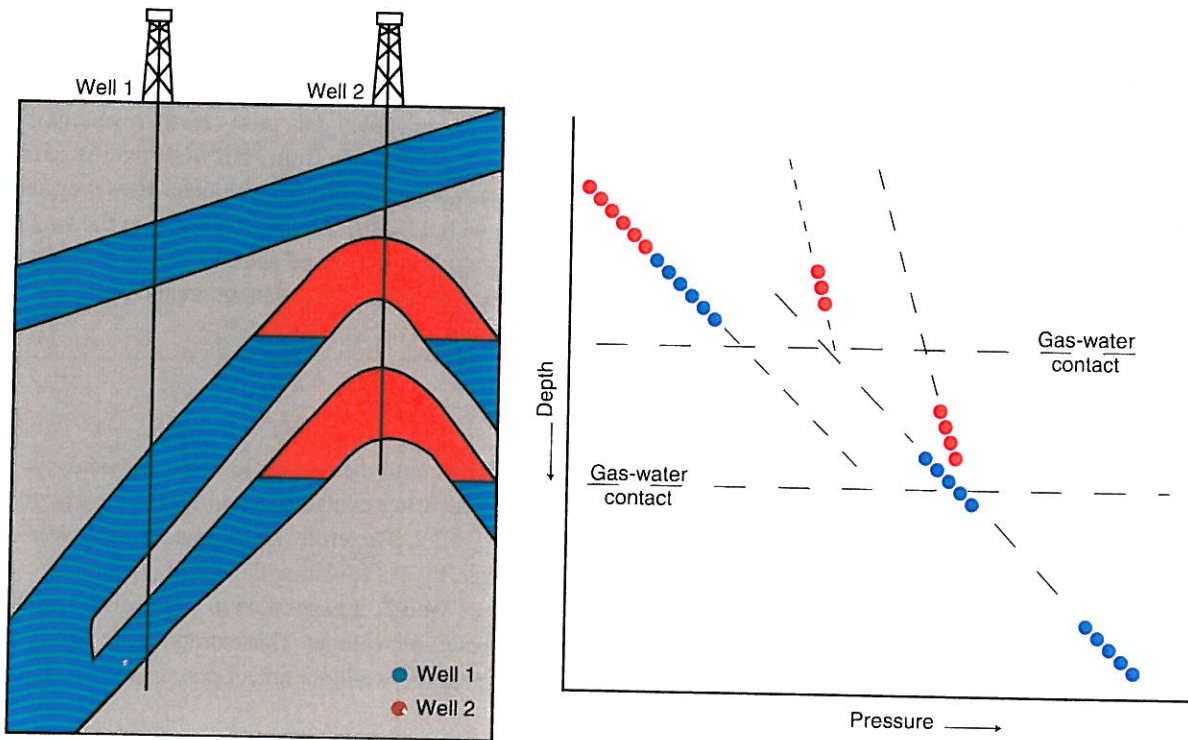 Well 1
Well 2
Well 1
Well 2
Depth
Gas-water
contact
Gas-water
contact
Pressure